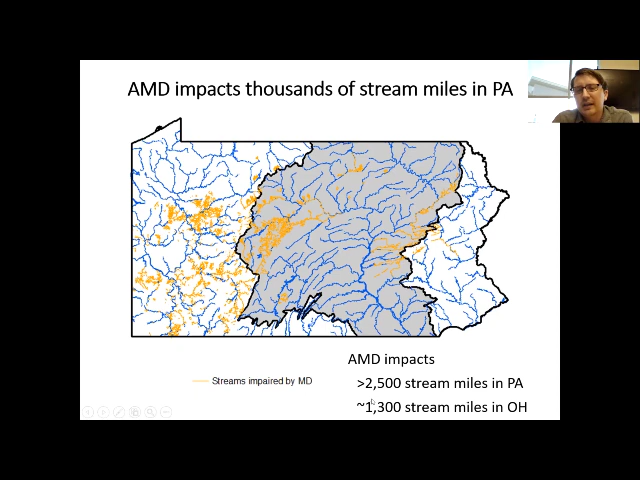 AMD impacts thousands of stream miles in PA
Streams impaired by MD
AMD impacts
>2,500 stream miles in PA
~1,300 stream miles in OH